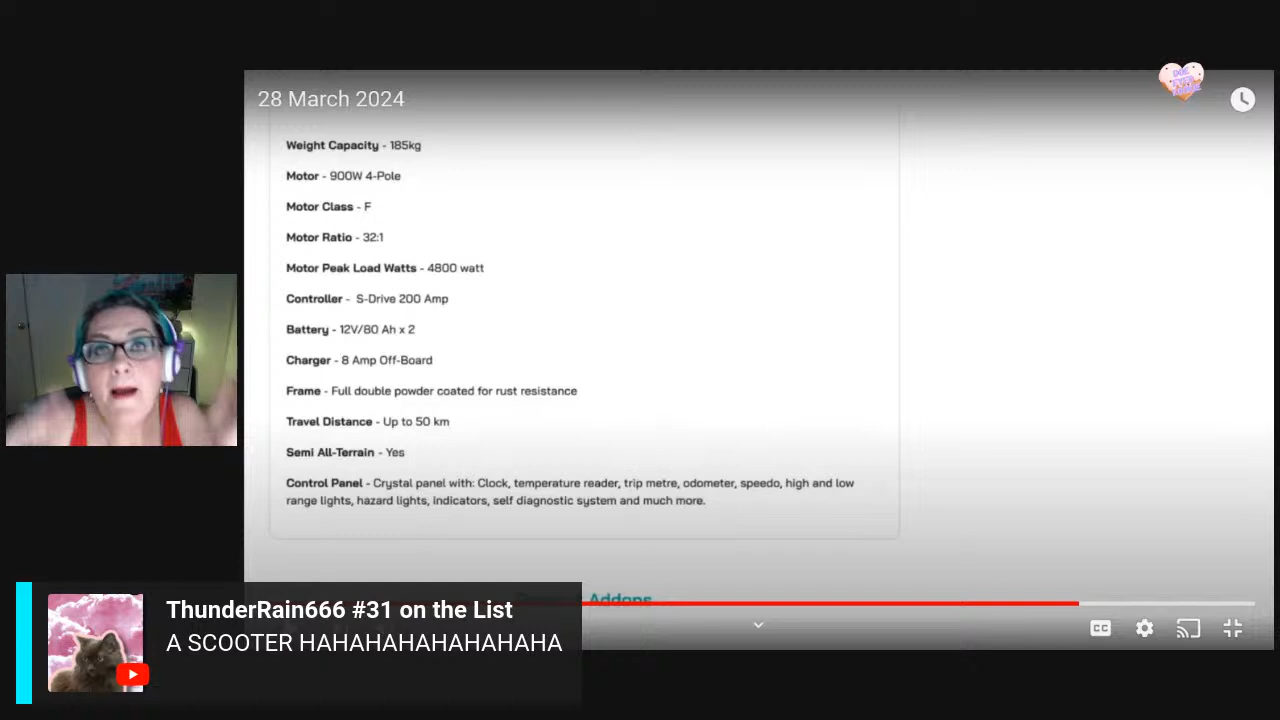 28 March 2024
Weight Capacity - 185kg
Motor - 900W 4-Pole
Motor Class - F
Motor Ratio - 32:1
Motor Peak Load Watts - 4800 watt
Controller - S-Drive 200 Amp
Battery - 12V/80 Ah x 2
Charger - 8 Amp Off-Board
Frame - Full double powder coated for rust resistance
Travel Distance - Up to 50 km
Semi All-Terrain - Yes
Control Panel - Crystal panel with: Clock, temperature reader, trip metre, odometer, speedo, high and low
range lights, hazard lights, indicators, self diagnostic system and much more.
Addons
ThunderRain666 #31 on the List
A SCOOTER HAHAHAHAHAHAHAHA
CC